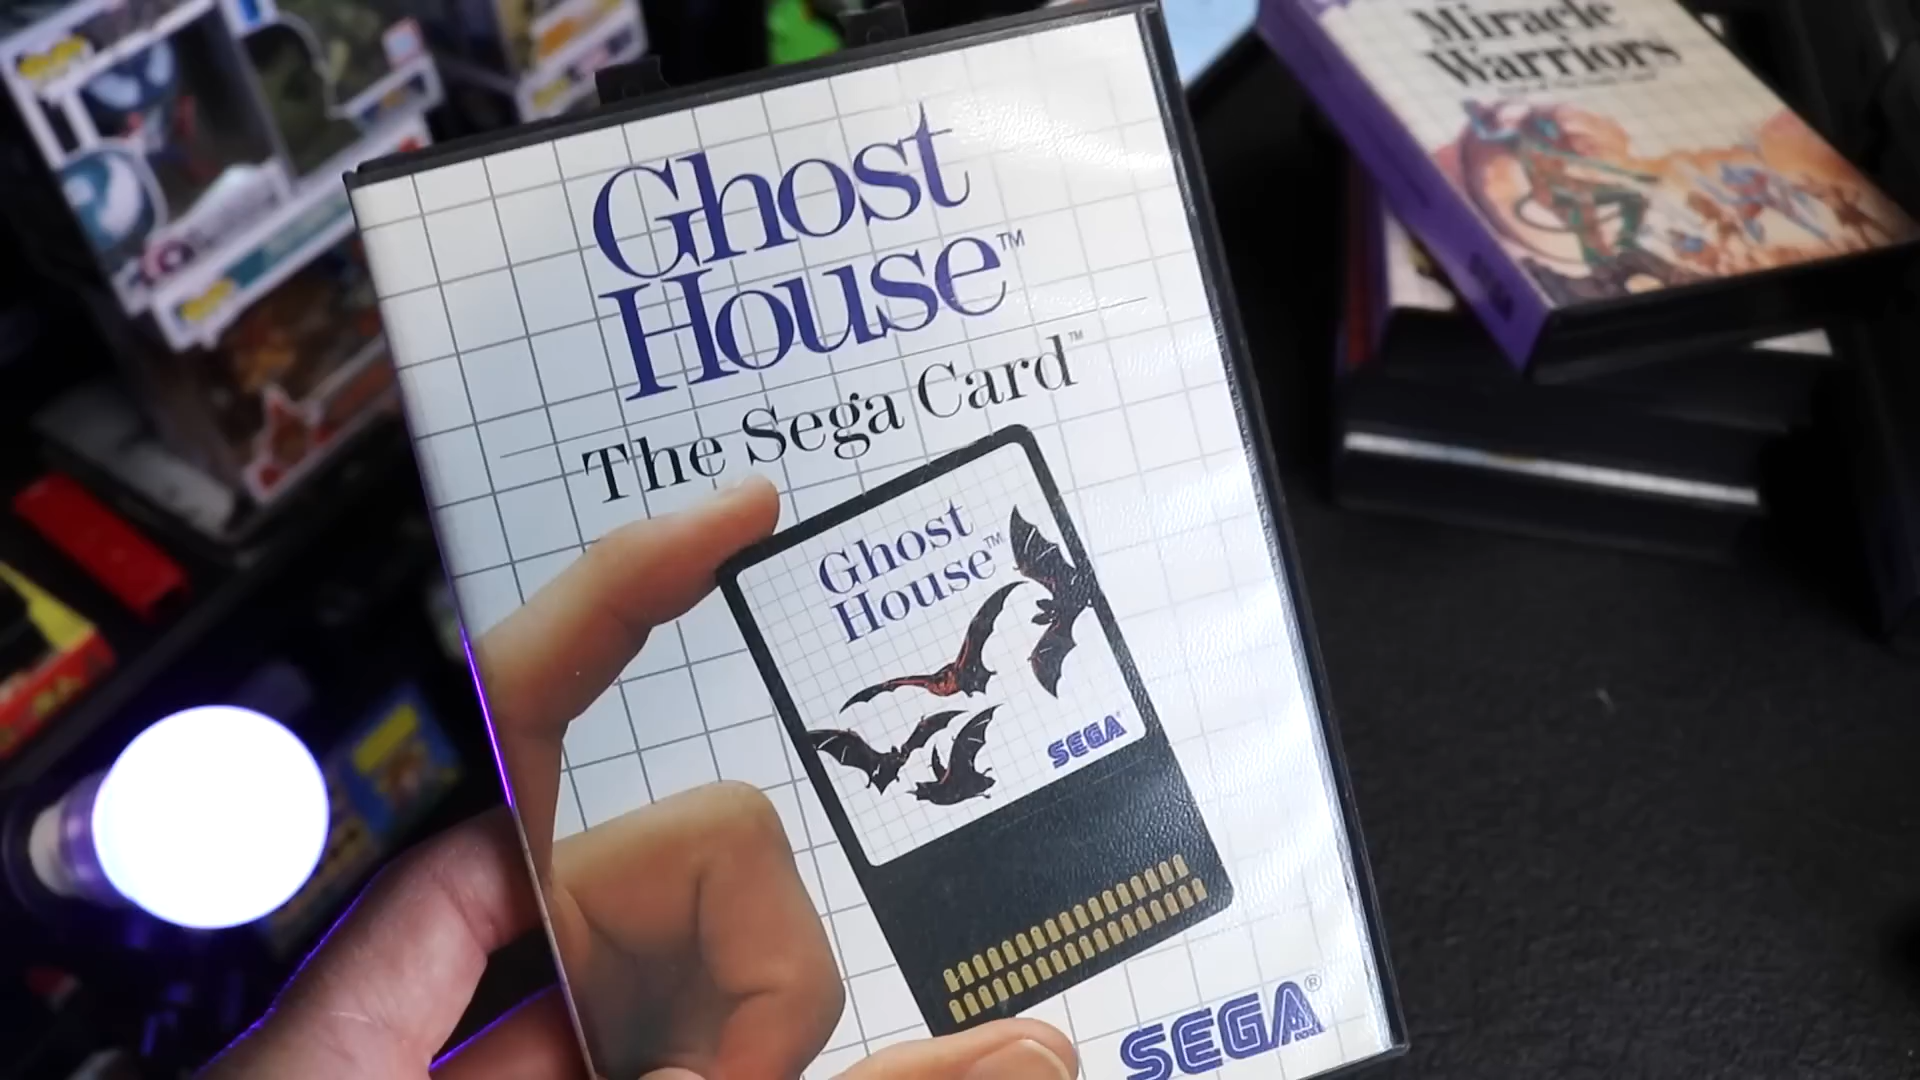 Ghost
House™
The Sega Card™
Ghost
House™
SEGA
SEGA®
Miracle
Warriors